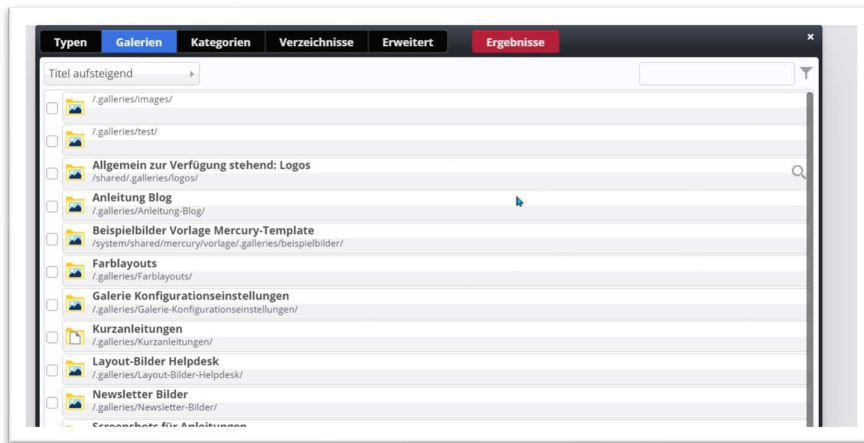 Typen Galerien Kategorien Verzeichnisse Erweitert Ergebnisse ×
Titel aufsteigend
/.galleries/images/
/.galleries/test/
Allgemein zur Verfügung stehend: Logos
/shared/.galleries/logos/
Anleitung Blog
/.galleries/Anleitung-Blog/
Beispielbilder Vorlage Mercury-Template
/system/shared/mercury/vorlage/.galleries/beispielbilder/
Farblayouts
/.galleries/Farblayouts/
Galerie Konfigurationseinstellungen
/.galleries/Galerie-Konfigurationseinstellungen/
Kurzanleitungen
/.galleries/Kurzanleitungen/
Layout-Bilder Helpdesk
/.galleries/Layout-Bilder-Helpdesk/
Newsletter Bilder
/.galleries/Newsletter-Bilder/
Screenshots für Anleitungen